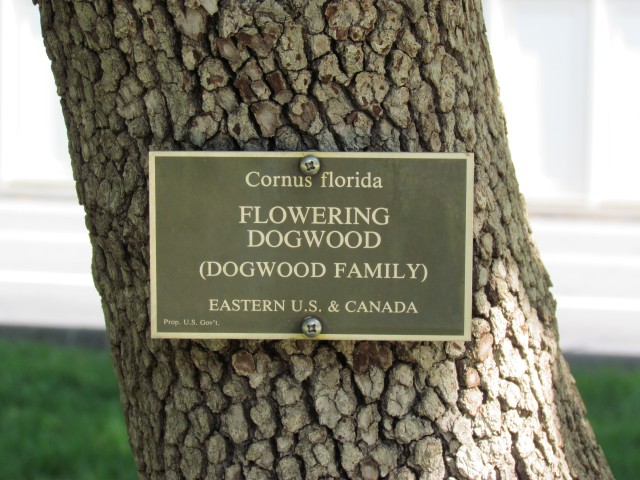 Cornus florida
FLOWERING
DOGWOOD
(DOGWOOD FAMILY)
EASTERN U.S. & CANADA
Prop. U.S. Gov't.